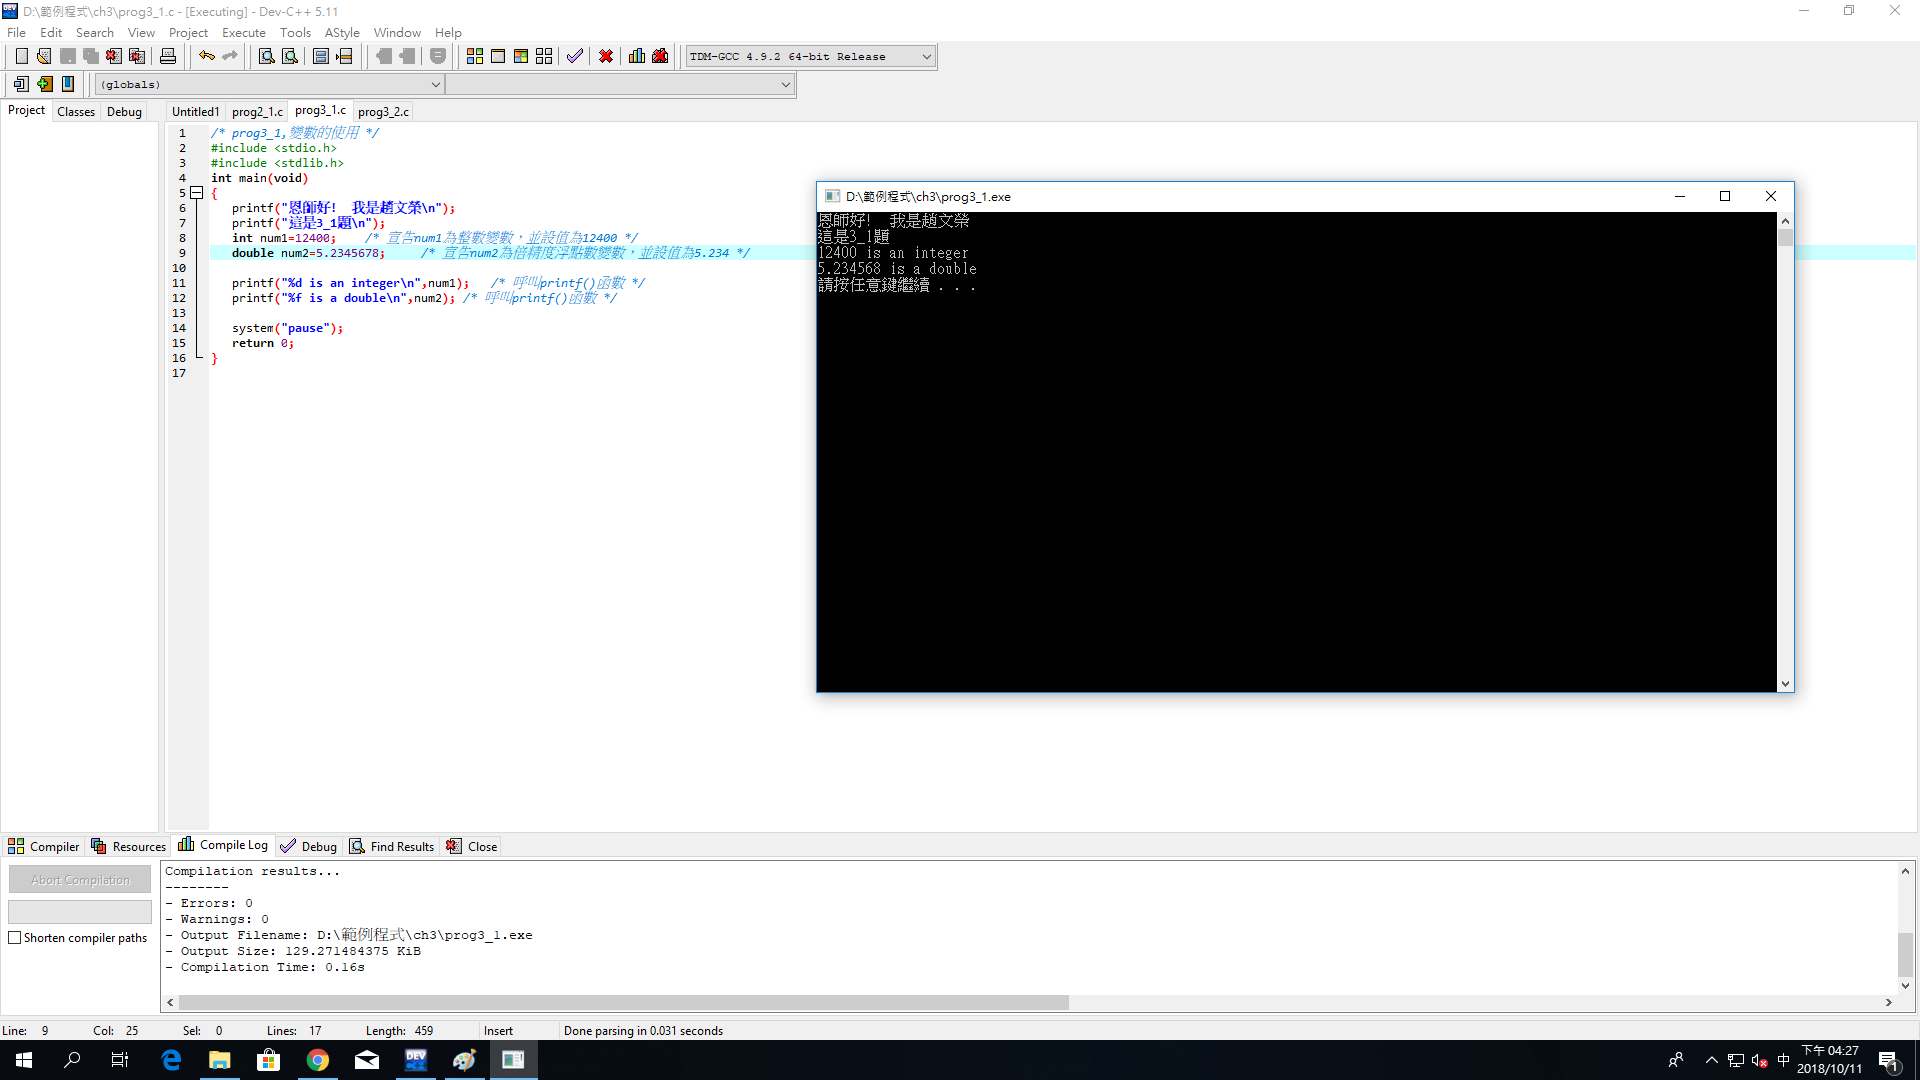 D:\範例程式\ch3\prog3_1.c - [Executing] - Dev-C++ 5.11
File Edit Search View Project Execute Tools AStyle Window Help
TDM-GCC 4.9.2 64-bit Release
(globals)
Project Classes Debug
Untitled1 prog2_1.c prog3_1.c prog3_2.c
1 /* prog3_1,變數的使用 */
2 #include <stdio.h>
3 #include <stdlib.h>
4 int main(void)
5 {
6 printf("恩師好!  我是趙文榮\n");
7 printf("這是3_1題\n");
8 int num1=12400;    /* 宣告num1為整數變數，並設值為12400 */
9 double num2=5.2345678;     /* 宣告num2為倍精度浮點數變數，並設值為5.234 */
10
11 printf("%d is an integer\n",num1);   /* 呼叫printf()函數 */
12 printf("%f is a double\n",num2); /* 呼叫printf()函數 */
13
14 system("pause");
15 return 0;
16 }
17
D:\範例程式\ch3\prog3_1.exe
恩師好!  我是趙文榮
這是3_1題
12400 is an integer
5.234568 is a double
請按任意鍵繼續 . . .
Compiler Resources Compile Log Debug Find Results Close
Abort Compilation
Shorten compiler paths
Compilation results...
--------
- Errors: 0
- Warnings: 0
- Output Filename: D:\範例程式\ch3\prog3_1.exe
- Output Size: 129.271484375 KiB
- Compilation Time: 0.16s
Line: 9 Col: 25 Sel: 0 Lines: 17 Length: 459 Insert Done parsing in 0.031 seconds
DEV
中
下午 04:27
2018/10/11
1